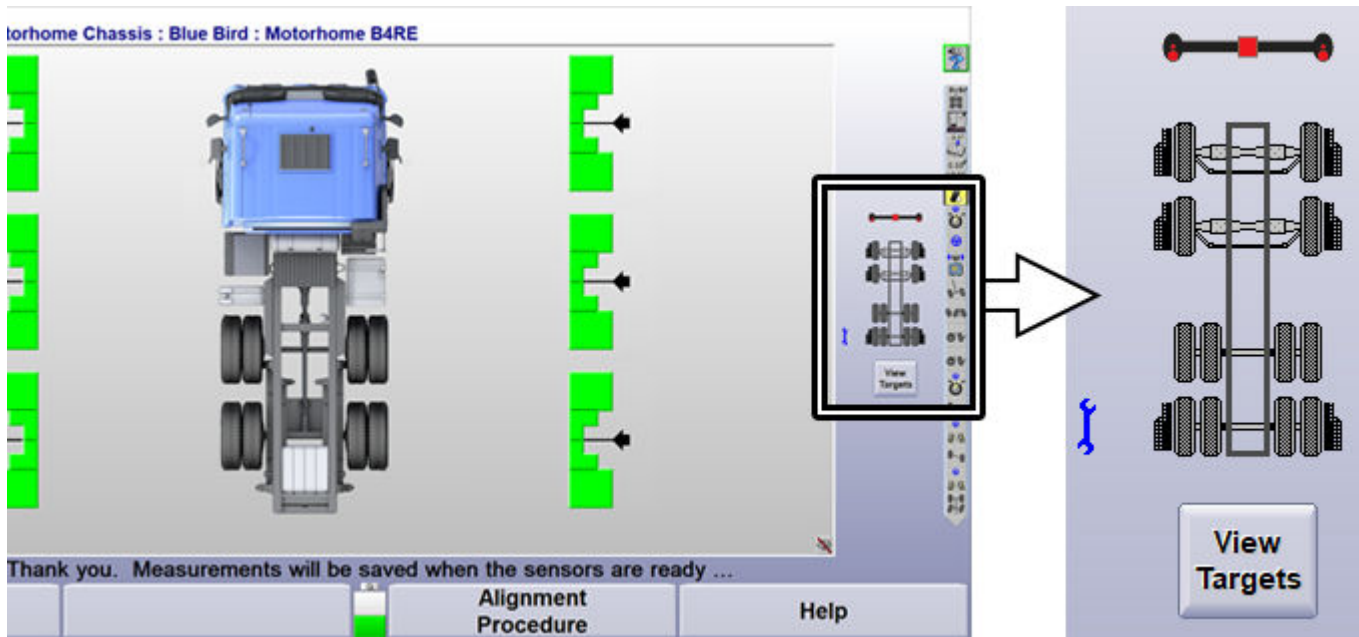 torhome Chassis : Blue Bird : Motorhome B4RE
View
Targets
Thank you. Measurements will be saved when the sensors are ready ...
Alignment
Procedure
Help
View
Targets